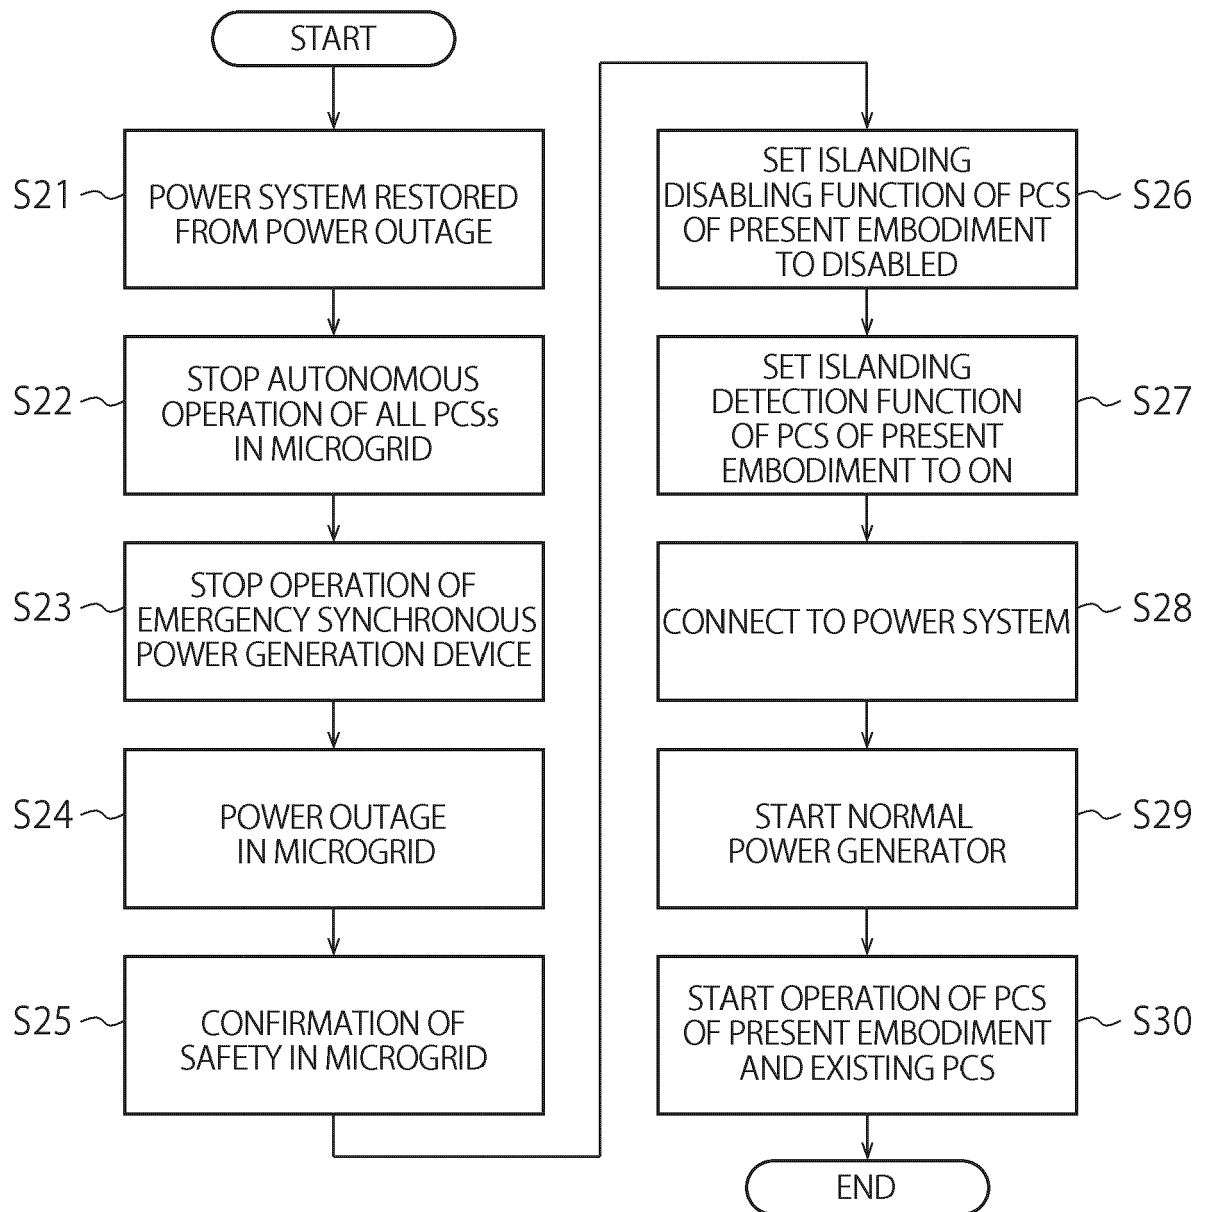 START
S21
POWER SYSTEM RESTORED
FROM POWER OUTAGE
S22
STOP AUTONOMOUS
OPERATION OF ALL PCSs
IN MICROGRID
S23
STOP OPERATION OF
EMERGENCY SYNCHRONOUS
POWER GENERATION DEVICE
S24
POWER OUTAGE
IN MICROGRID
S25
CONFIRMATION OF
SAFETY IN MICROGRID
SET ISLANDING
DISABLING FUNCTION OF PCS
OF PRESENT EMBODIMENT
TO DISABLED
S26
SET ISLANDING
DETECTION FUNCTION
OF PCS OF PRESENT
EMBODIMENT TO ON
S27
CONNECT TO POWER SYSTEM
S28
START NORMAL
POWER GENERATOR
S29
START OPERATION OF PCS
OF PRESENT EMBODIMENT
AND EXISTING PCS
S30
END